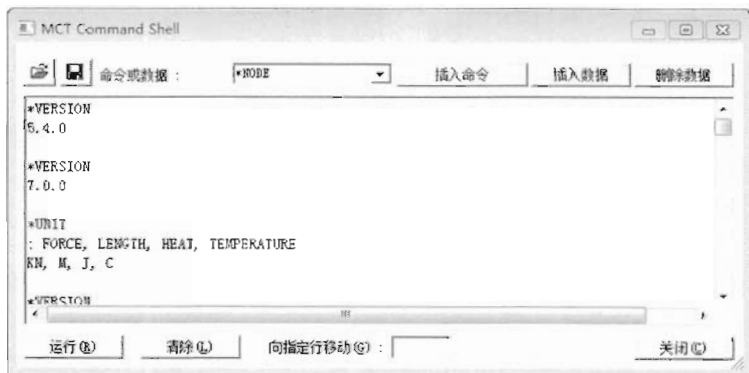 MCT Command Shell
命令或数据： *NODE 插入命令 插入数据 删除数据
*VERSION
5.4.0
*VERSION
7.0.0
*UNIT
: FORCE, LENGTH, HEAT, TEMPERATURE
KN, M, J, C
*VERSION
运行(R) 清除(L) 向指定行移动(G)： 关闭(C)